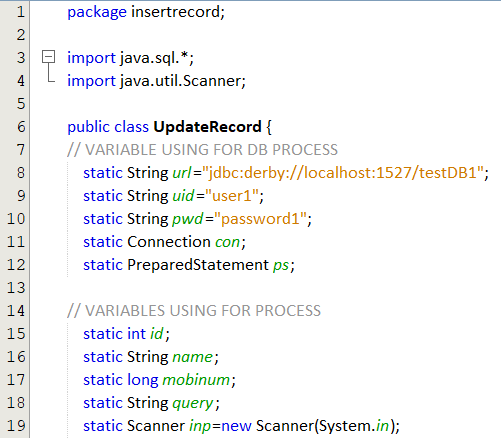 1 package insertrecord;
2
3 import java.sql.*;
4 import java.util.Scanner;
5
6 public class UpdateRecord {
7 // VARIABLE USING FOR DB PROCESS
8 static String url="jdbc:derby://localhost:1527/testDB1";
9 static String uid="user1";
10 static String pwd="password1";
11 static Connection con;
12 static PreparedStatement ps;
13
14 // VARIABLES USING FOR PROCESS
15 static int id;
16 static String name;
17 static long mobinum;
18 static String query;
19 static Scanner inp=new Scanner(System.in);